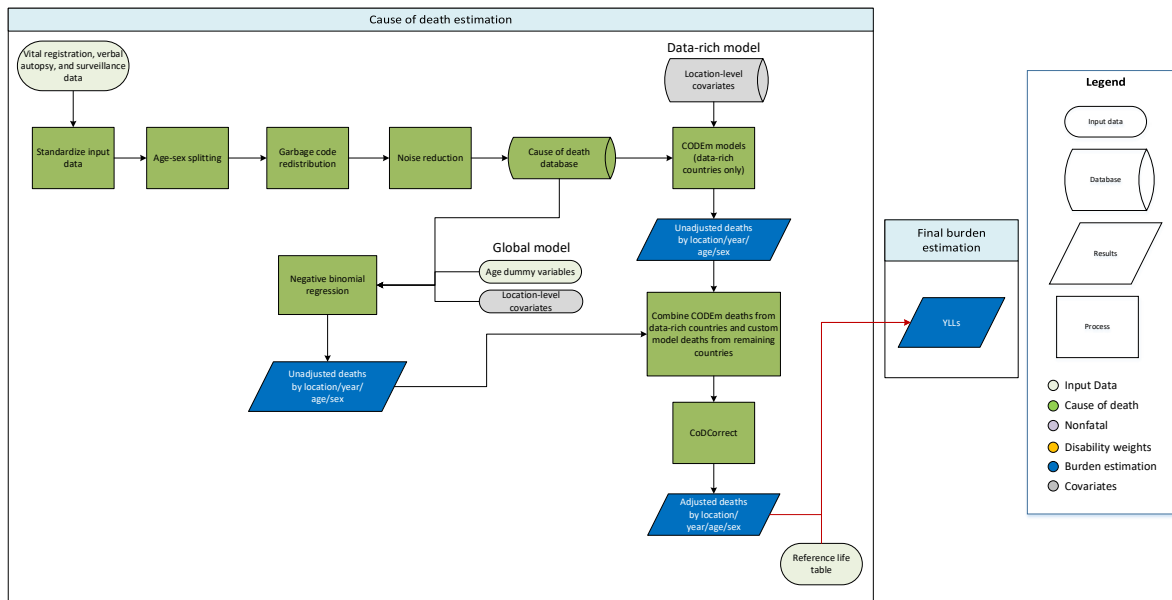 Cause of death estimation
Vital registration, verbal
autopsy, and surveillance
data
Data-rich model
Location-level
covariates
Standardize input
data
Age-sex splitting
Garbage code
redistribution
Noise reduction
Cause of death
database
CODEm models
(data-rich
countries only)
Unadjusted deaths
by location/year/
age/sex
Global model
Age dummy variables
Location-level
covariates
Negative binomial
regression
Unadjusted deaths
by location/year/
age/sex
Combine CODEm deaths from
data-rich countries and custom
model deaths from remaining
countries
CoDCorrect
Adjusted deaths
by location/
year/age/sex
Reference life
table
Final burden
estimation
YLLs
Legend
Input data
Database
Results
Process
Input Data
Cause of death
Nonfatal
Disability weights
Burden estimation
Covariates